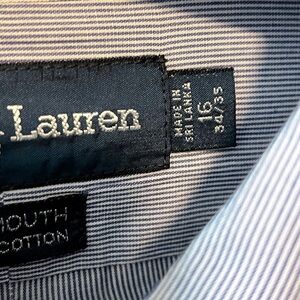 Lauren
MADE IN
SRI LANKA
16
34/35
MOUTH
COTTON